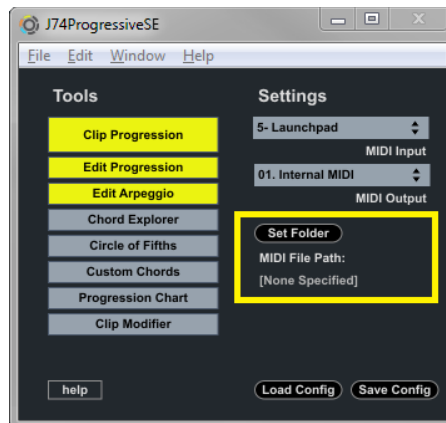 J74ProgressiveSE
File Edit Window Help
Tools
Clip Progression
Edit Progression
Edit Arpeggio
Chord Explorer
Circle of Fifths
Custom Chords
Progression Chart
Clip Modifier
help
Settings
5- Launchpad
MIDI Input
01. Internal MIDI
MIDI Output
Set Folder
MIDI File Path:
[None Specified]
Load Config Save Config